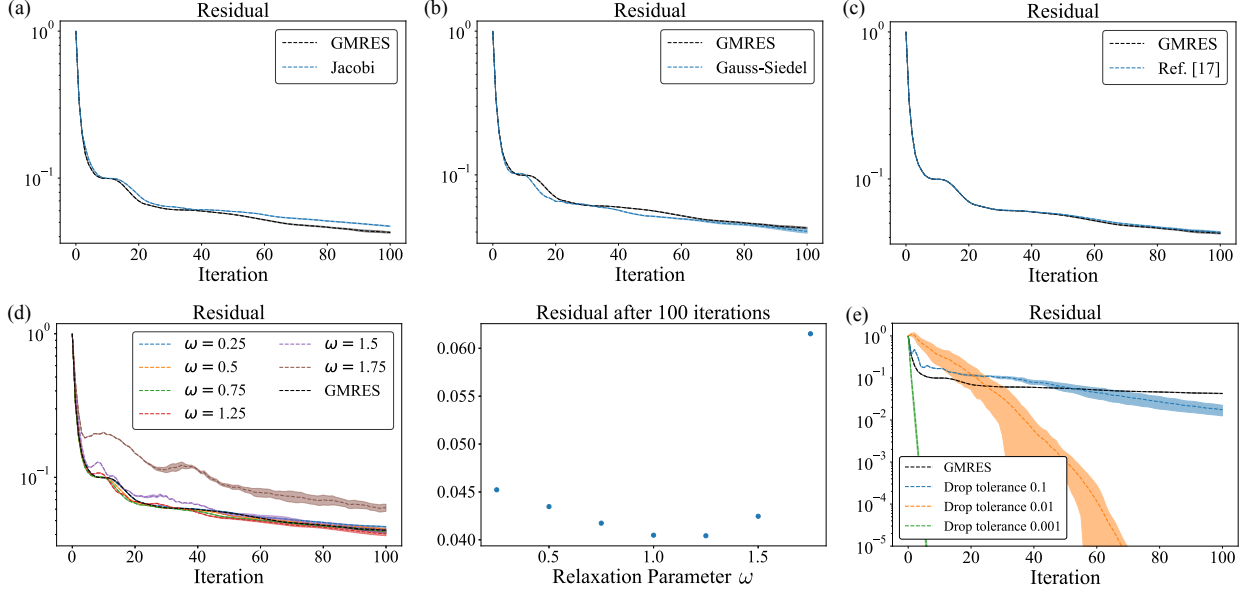 (a)
Residual
10^0
10^-1
GMRES
Jacobi
0
20
40
60
80
100
Iteration
(b)
Residual
10^0
10^-1
GMRES
Gauss-Siedel
0
20
40
60
80
100
Iteration
(c)
Residual
10^0
10^-1
GMRES
Ref. [17]
0
20
40
60
80
100
Iteration
(d)
Residual
10^0
10^-1
ω = 0.25
ω = 0.5
ω = 0.75
ω = 1.25
ω = 1.5
ω = 1.75
GMRES
0
20
40
60
80
100
Iteration
Residual after 100 iterations
0.060
0.055
0.050
0.045
0.040
0.5
1.0
1.5
Relaxation Parameter ω
(e)
Residual
10^0
10^-1
10^-2
10^-3
10^-4
10^-5
GMRES
Drop tolerance 0.1
Drop tolerance 0.01
Drop tolerance 0.001
0
20
40
60
80
100
Iteration